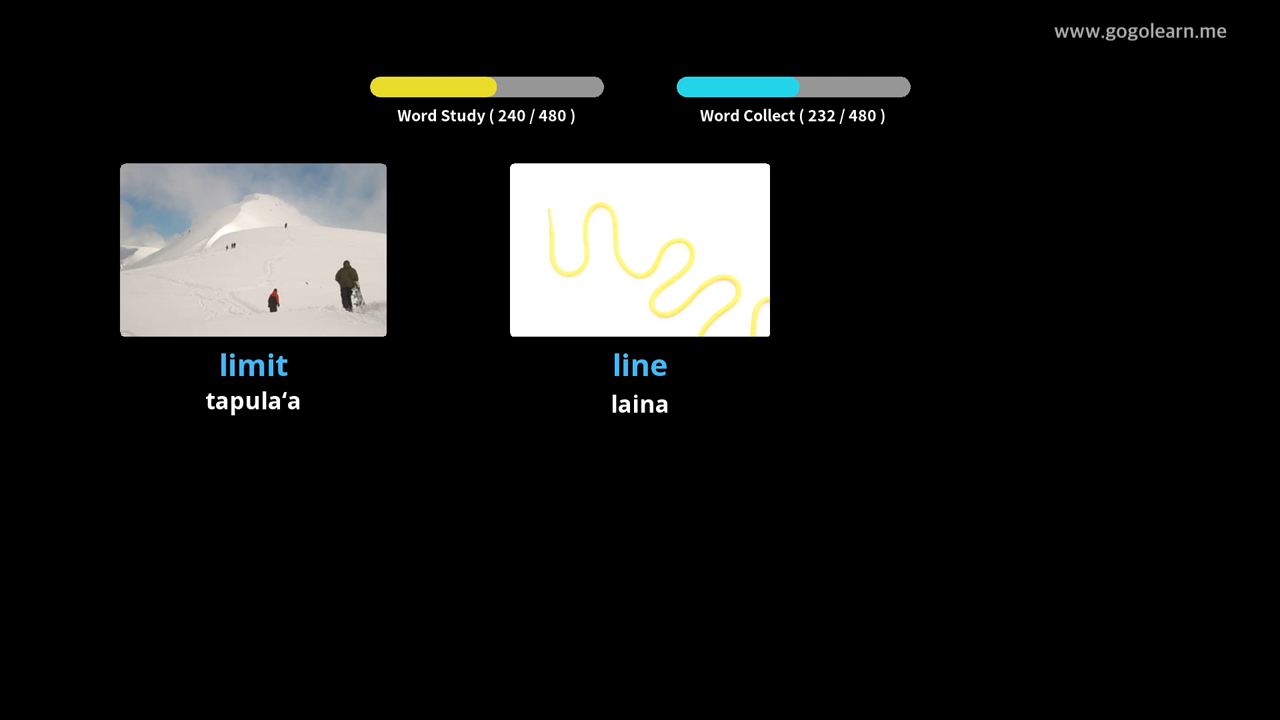 www.gogolearn.me
Word Study ( 240 / 480 )
Word Collect ( 232 / 480 )
limit
tapula‘a
line
laina